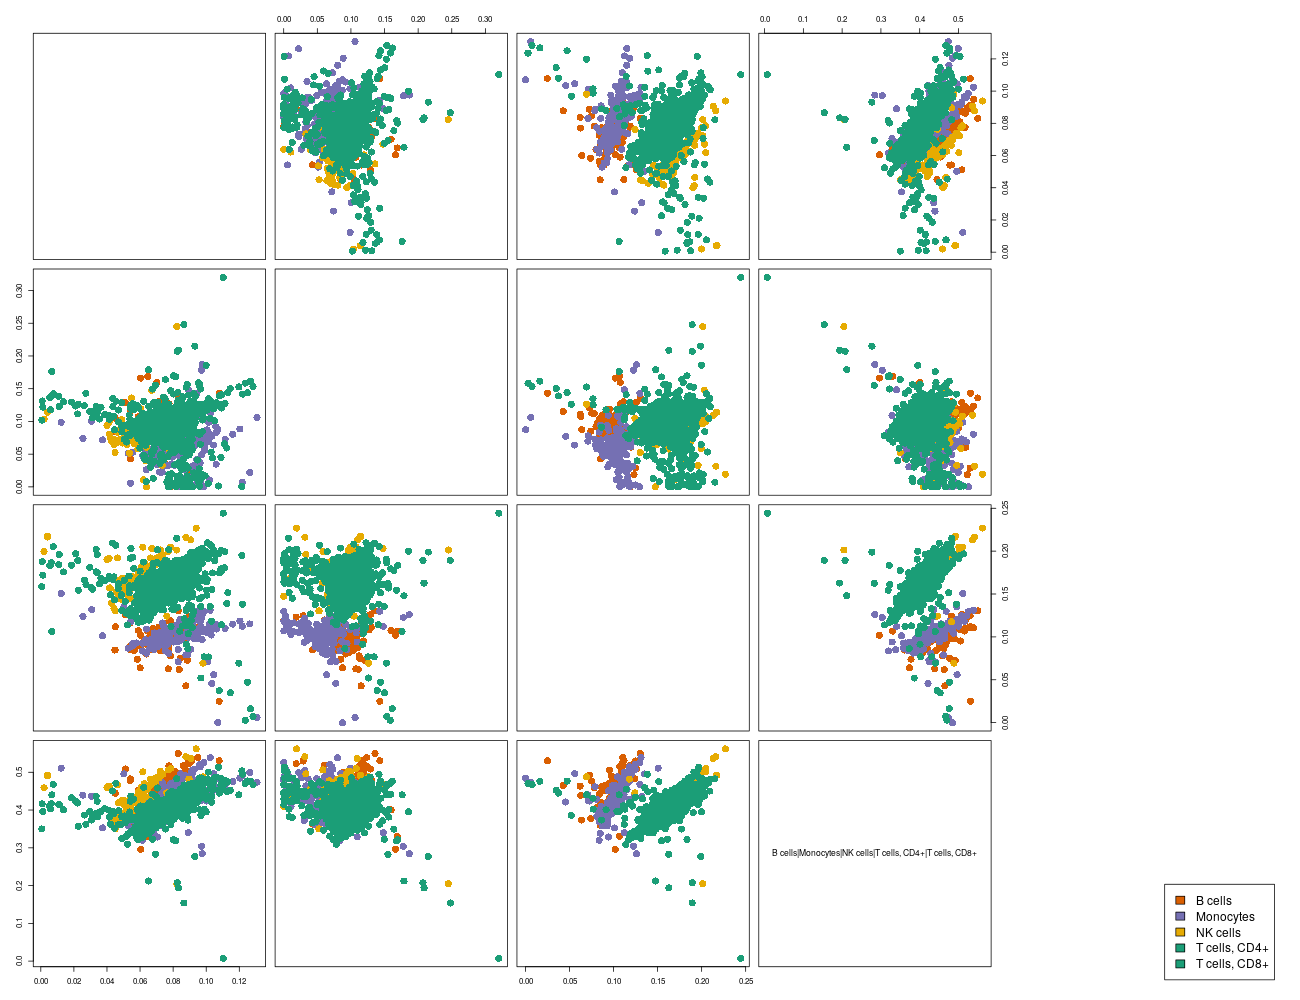 0.00 0.05 0.10 0.15 0.20 0.25 0.30
0.0 0.1 0.2 0.3 0.4 0.5
0.00 0.02 0.04 0.06 0.08 0.10 0.12
0.00 0.05 0.10 0.15 0.20 0.25 0.30
0.00 0.05 0.10 0.15 0.20 0.25
0.0 0.1 0.2 0.3 0.4 0.5
B cells|Monocytes|NK cells|T cells, CD4+|T cells, CD8+
0.00 0.02 0.04 0.06 0.08 0.10 0.12
0.00 0.05 0.10 0.15 0.20 0.25
B cells
Monocytes
NK cells
T cells, CD4+
T cells, CD8+